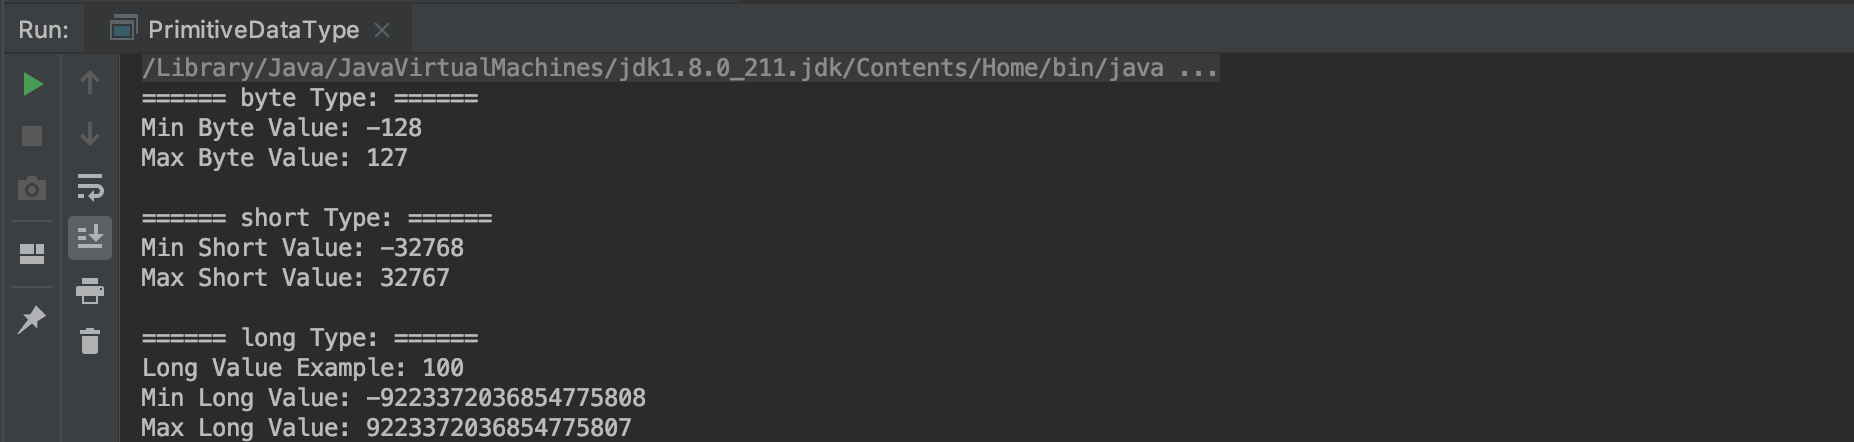 Run: PrimitiveDataType
/Library/Java/JavaVirtualMachines/jdk1.8.0_211.jdk/Contents/Home/bin/java ...
====== byte Type: ======
Min Byte Value: -128
Max Byte Value: 127
====== short Type: ======
Min Short Value: -32768
Max Short Value: 32767
====== long Type: ======
Long Value Example: 100
Min Long Value: -9223372036854775808
Max Long Value: 9223372036854775807